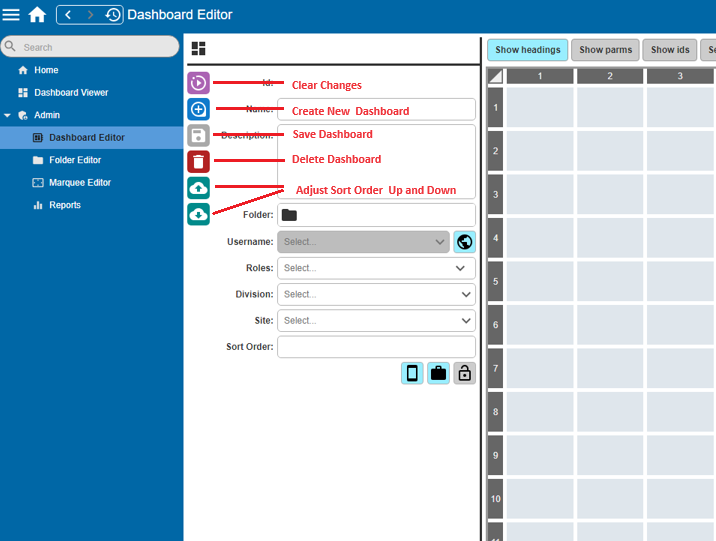 Dashboard Editor
Search
Home
Dashboard Viewer
Admin
Dashboard Editor
Folder Editor
Marquee Editor
Reports
Id:
Clear Changes
Name:
Create New Dashboard
Description:
Save Dashboard
Delete Dashboard
Adjust Sort Order Up and Down
Folder:
Username: Select...
Roles: Select...
Division: Select...
Site: Select...
Sort Order:
Show headings Show parms Show ids
1 2 3
1
2
3
4
5
6
7
8
9
10